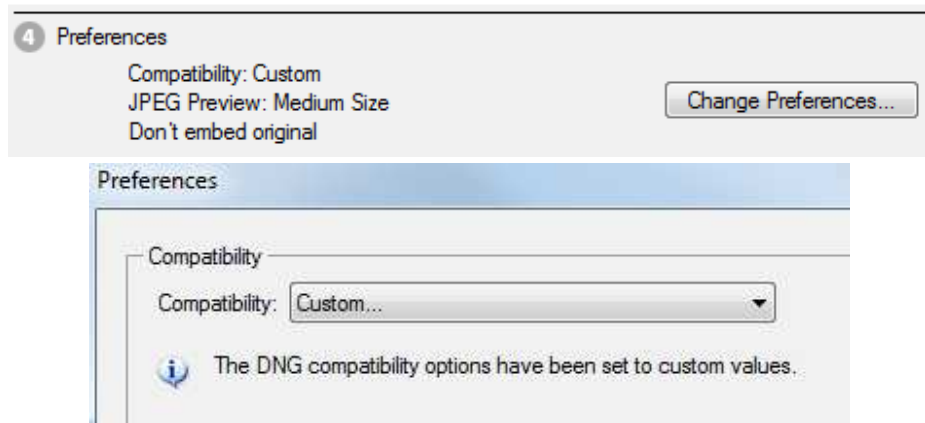 4 Preferences
Compatibility: Custom
JPEG Preview: Medium Size
Change Preferences...
Don't embed original
Preferences
Compatibility
Compatibility: Custom...
The DNG compatibility options have been set to custom values.